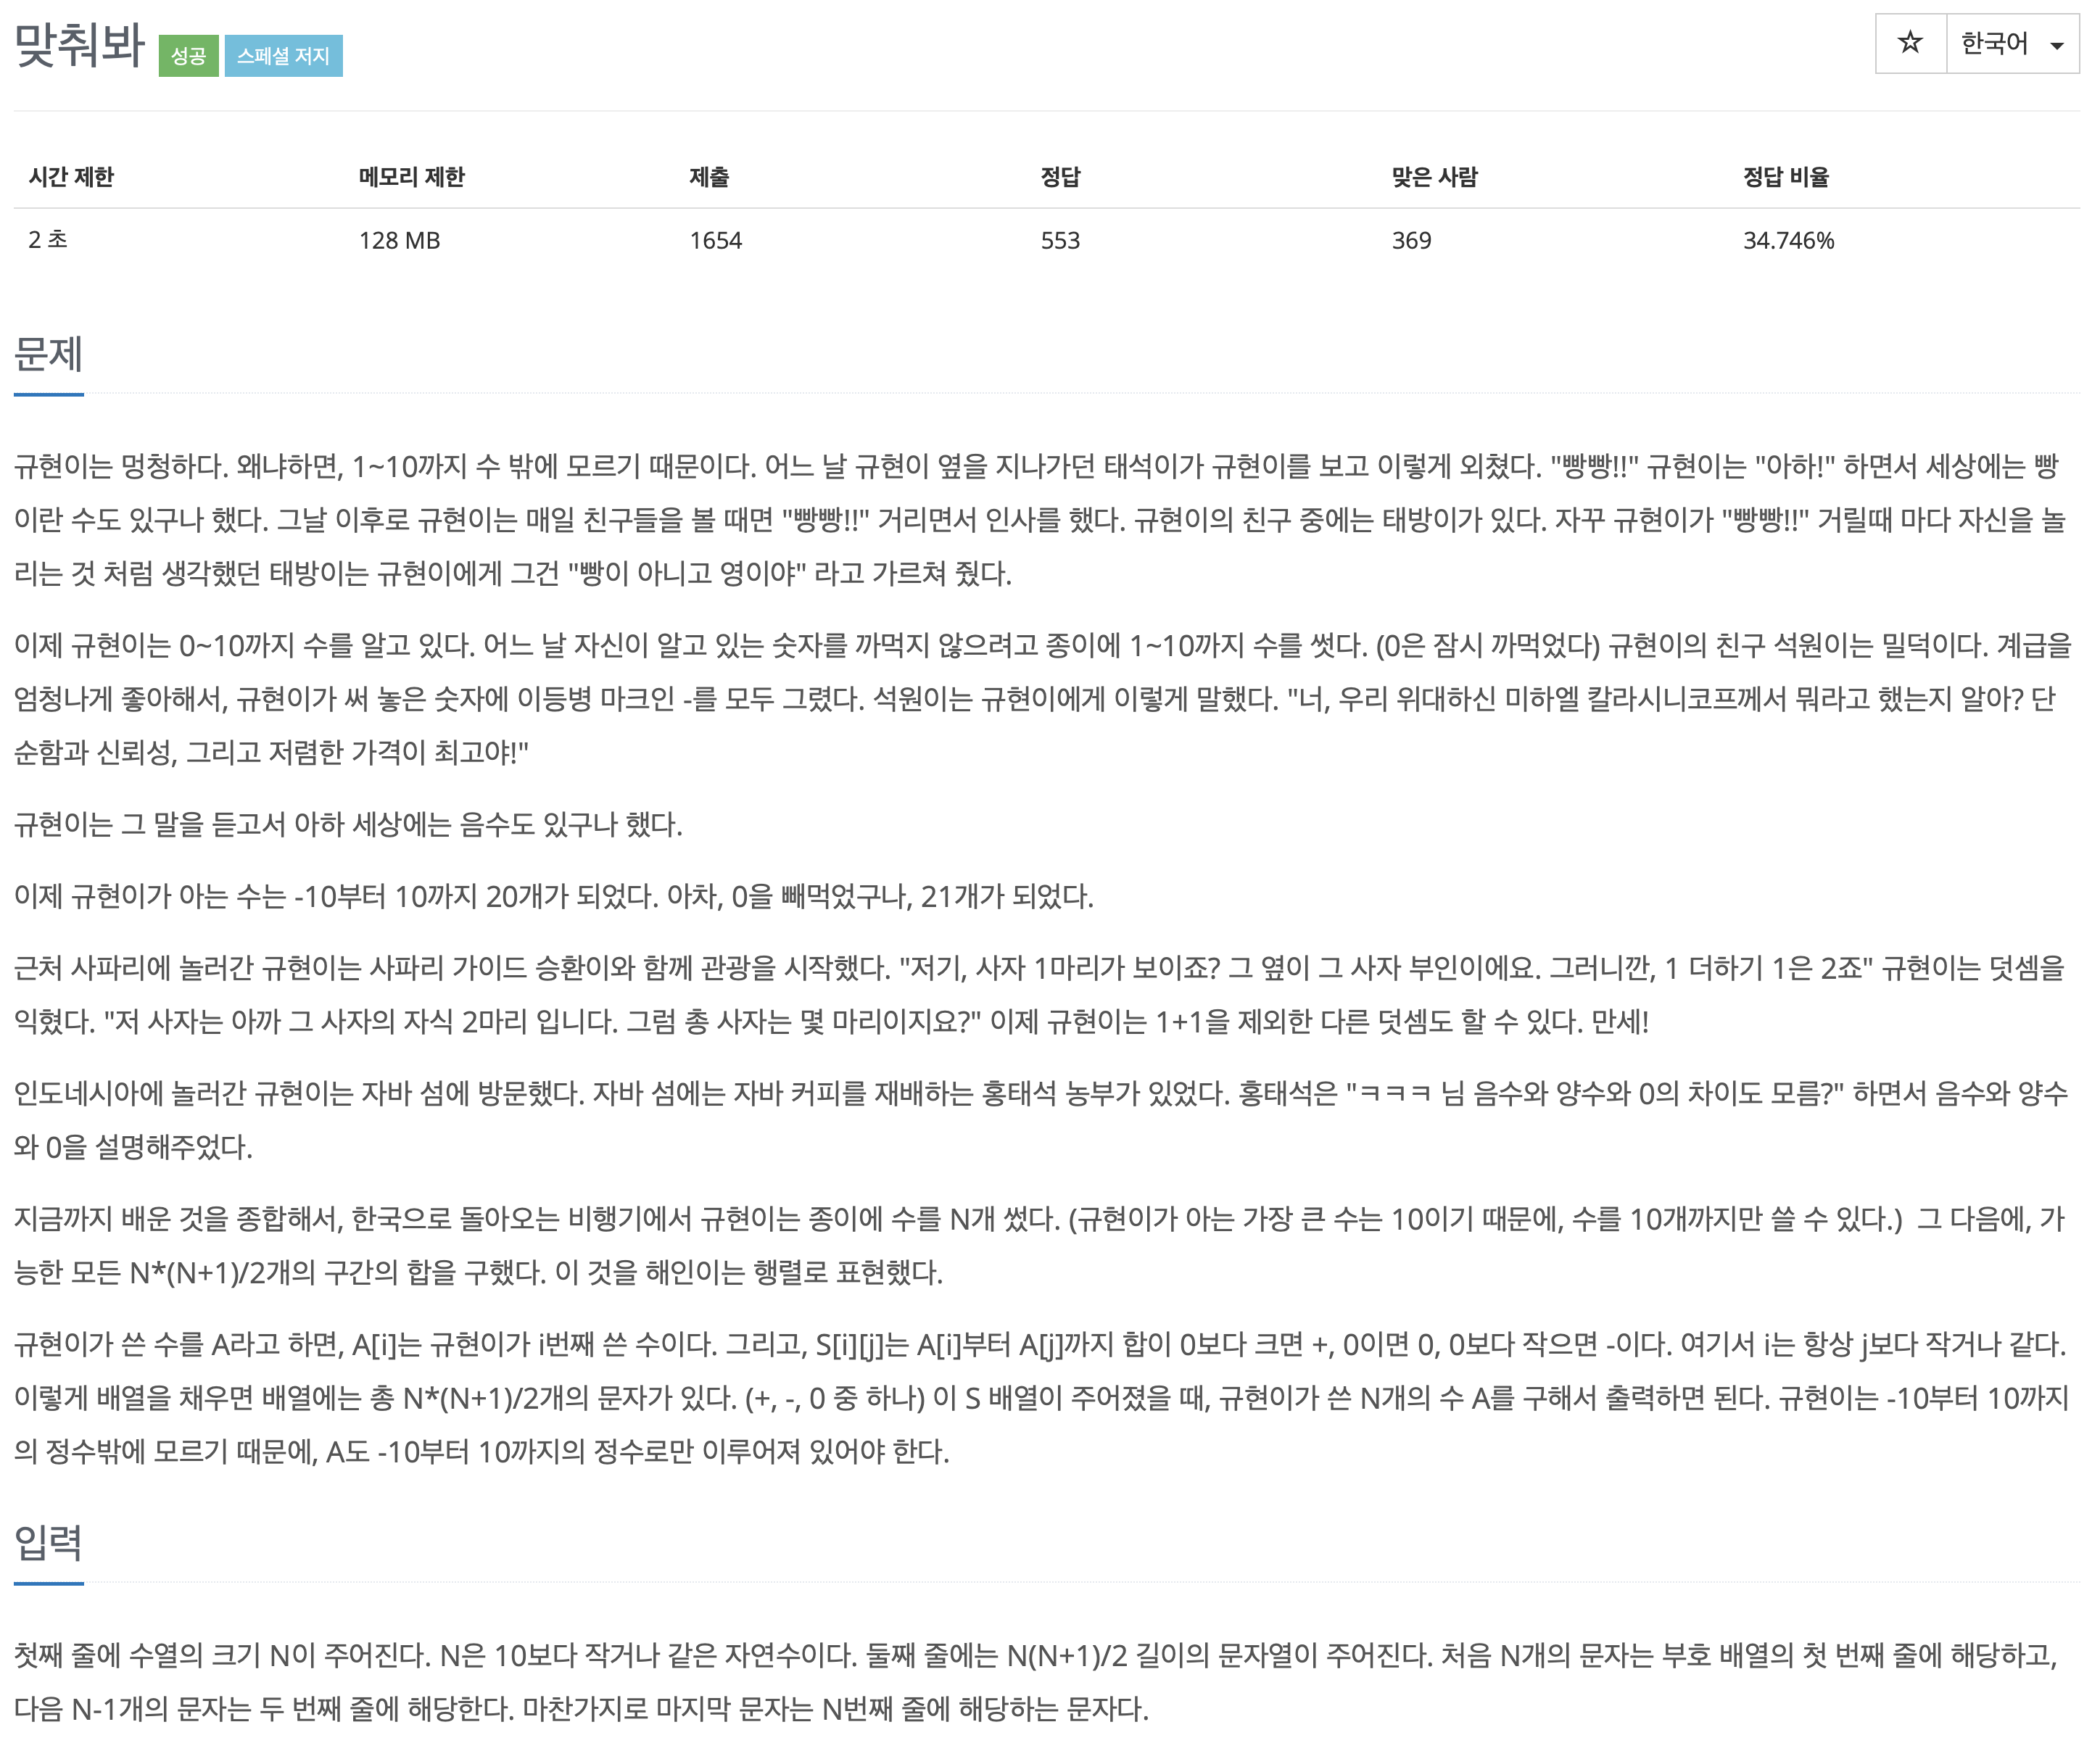 맞춰봐 성공 스페셜 저지
☆ 한국어
시간 제한 메모리 제한 제출 정답 맞은 사람 정답 비율
2 초 128 MB 1654 553 369 34.746%
문제
규현이는 멍청하다. 왜냐하면, 1~10까지 수 밖에 모르기 때문이다. 어느 날 규현이 옆을 지나가던 태석이가 규현이를 보고 이렇게 외쳤다. "빵빵!!" 규현이는 "아하!" 하면서 세상에는 빵
이란 수도 있구나 했다. 그날 이후로 규현이는 매일 친구들을 볼 때면 "빵빵!!" 거리면서 인사를 했다. 규현이의 친구 중에는 태방이가 있다. 자꾸 규현이가 "빵빵!!" 거릴때 마다 자신을 놀
리는 것 처럼 생각했던 태방이는 규현이에게 그건 "빵이 아니고 영이야" 라고 가르쳐 줬다.
이제 규현이는 0~10까지 수를 알고 있다. 어느 날 자신이 알고 있는 숫자를 까먹지 않으려고 종이에 1~10까지 수를 썻다. (0은 잠시 까먹었다) 규현이의 친구 석원이는 밀덕이다. 계급을
엄청나게 좋아해서, 규현이가 써 놓은 숫자에 이등병 마크인 -를 모두 그렸다. 석원이는 규현이에게 이렇게 말했다. "너, 우리 위대하신 미하엘 칼라시니코프께서 뭐라고 했는지 알아? 단
순함과 신뢰성, 그리고 저렴한 가격이 최고야!"
규현이는 그 말을 듣고서 아하 세상에는 음수도 있구나 했다.
이제 규현이가 아는 수는 -10부터 10까지 20개가 되었다. 아차, 0을 빼먹었구나, 21개가 되었다.
근처 사파리에 놀러간 규현이는 사파리 가이드 승환이와 함께 관광을 시작했다. "저기, 사자 1마리가 보이죠? 그 옆이 그 사자 부인이에요. 그러니깐, 1 더하기 1은 2죠" 규현이는 덧셈을
익혔다. "저 사자는 아까 그 사자의 자식 2마리 입니다. 그럼 총 사자는 몇 마리이지요?" 이제 규현이는 1+1을 제외한 다른 덧셈도 할 수 있다. 만세!
인도네시아에 놀러간 규현이는 자바 섬에 방문했다. 자바 섬에는 자바 커피를 재배하는 홍태석 농부가 있었다. 홍태석은 "ㅋㅋㅋ 님 음수와 양수와 0의 차이도 모름?" 하면서 음수와 양수
와 0을 설명해주었다.
지금까지 배운 것을 종합해서, 한국으로 돌아오는 비행기에서 규현이는 종이에 수를 N개 썼다. (규현이가 아는 가장 큰 수는 10이기 때문에, 수를 10개까지만 쓸 수 있다.) 그 다음에, 가
능한 모든 N*(N+1)/2개의 구간의 합을 구했다. 이 것을 해인이는 행렬로 표현했다.
규현이가 쓴 수를 A라고 하면, A[i]는 규현이가 i번째 쓴 수이다. 그리고, S[i][j]는 A[i]부터 A[j]까지 합이 0보다 크면 +, 0이면 0, 0보다 작으면 -이다. 여기서 i는 항상 j보다 작거나 같다.
이렇게 배열을 채우면 배열에는 총 N*(N+1)/2개의 문자가 있다. (+, -, 0 중 하나) 이 S 배열이 주어졌을 때, 규현이가 쓴 N개의 수 A를 구해서 출력하면 된다. 규현이는 -10부터 10까지
의 정수밖에 모르기 때문에, A도 -10부터 10까지의 정수로만 이루어져 있어야 한다.
입력
첫째 줄에 수열의 크기 N이 주어진다. N은 10보다 작거나 같은 자연수이다. 둘째 줄에는 N(N+1)/2 길이의 문자열이 주어진다. 처음 N개의 문자는 부호 배열의 첫 번째 줄에 해당하고,
다음 N-1개의 문자는 두 번째 줄에 해당한다. 마찬가지로 마지막 문자는 N번째 줄에 해당하는 문자다.